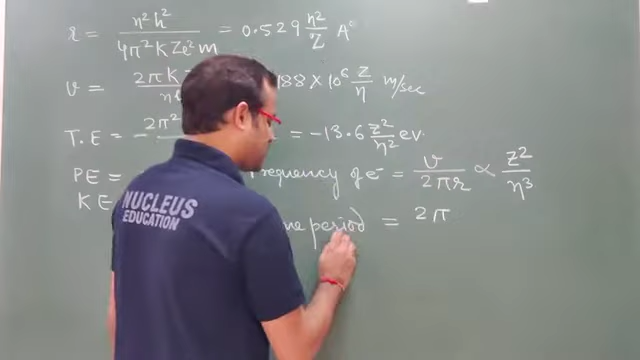 r = n²h² / 4π²KZe²m = 0.529 n²/Z A°
v = 2πK 188 × 10⁶ Z/n m/sec
T.E = − 2π² = −13.6 Z²/n² ev.
PE = frequency of e⁻ = v / 2πr ∝ Z²/n³
KE
me period = 2π
NUCLEUS
EDUCATION